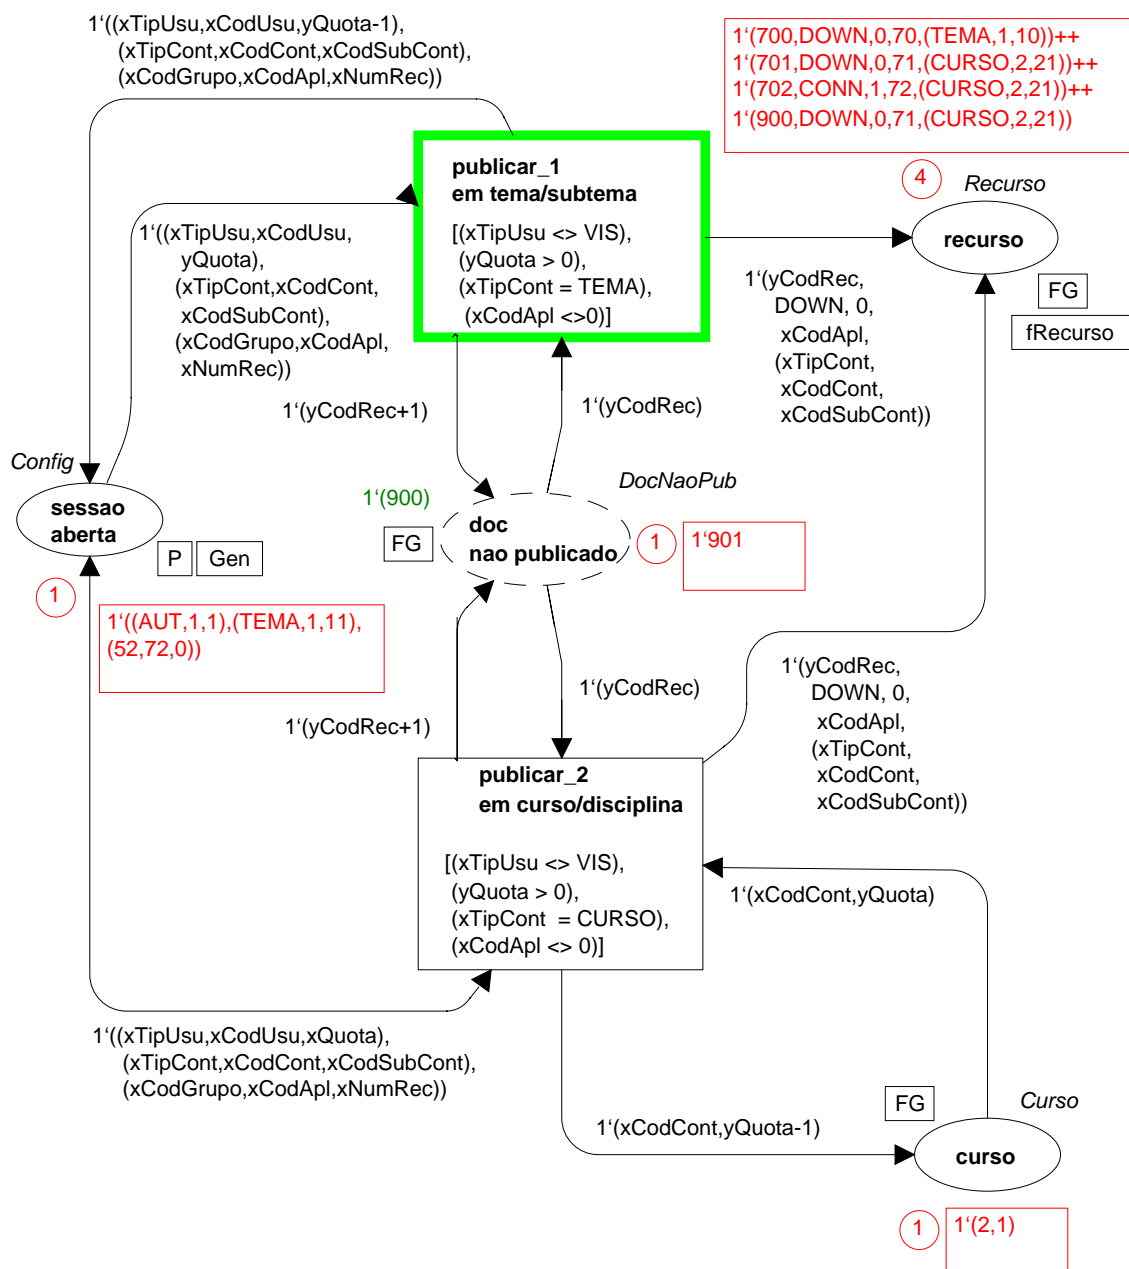 1‘((xTipUsu,xCodUsu,yQuota-1),
(xTipCont,xCodCont,xCodSubCont),
(xCodGrupo,xCodApl,xNumRec))
1‘(700,DOWN,0,70,(TEMA,1,10))++
1‘(701,DOWN,0,71,(CURSO,2,21))++
1‘(702,CONN,1,72,(CURSO,2,21))++
1‘(900,DOWN,0,71,(CURSO,2,21))
4
Recurso
recurso
FG
fRecurso
publicar_1
em tema/subtema
[(xTipUsu <> VIS),
(yQuota > 0),
(xTipCont = TEMA),
(xCodApl <>0)]
1‘((xTipUsu,xCodUsu,
yQuota),
(xTipCont,xCodCont,
xCodSubCont),
(xCodGrupo,xCodApl,
xNumRec))
1‘(yCodRec,
DOWN, 0,
xCodApl,
(xTipCont,
xCodCont,
xCodSubCont))
1‘(yCodRec+1)
1‘(yCodRec)
Config
sessao
aberta
P
Gen
1
1‘((AUT,1,1),(TEMA,1,11),
(52,72,0))
DocNaoPub
1‘(900)
FG
doc
nao publicado
1
1‘901
1‘(yCodRec+1)
1‘(yCodRec)
1‘(yCodRec,
DOWN, 0,
xCodApl,
(xTipCont,
xCodCont,
xCodSubCont))
publicar_2
em curso/disciplina
[(xTipUsu <> VIS),
(yQuota > 0),
(xTipCont  = CURSO),
(xCodApl <> 0)]
1‘(xCodCont,yQuota)
1‘((xTipUsu,xCodUsu,xQuota),
(xTipCont,xCodCont,xCodSubCont),
(xCodGrupo,xCodApl,xNumRec))
1‘(xCodCont,yQuota-1)
FG
Curso
curso
1
1‘(2,1)